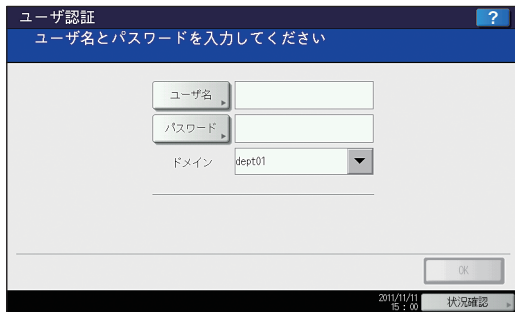 ユーザ認証
?
ユーザ名とパスワードを入力してください
ユーザ名
パスワード
ドメイン dept01
OK
2011/11/11
15 : 00
状況確認